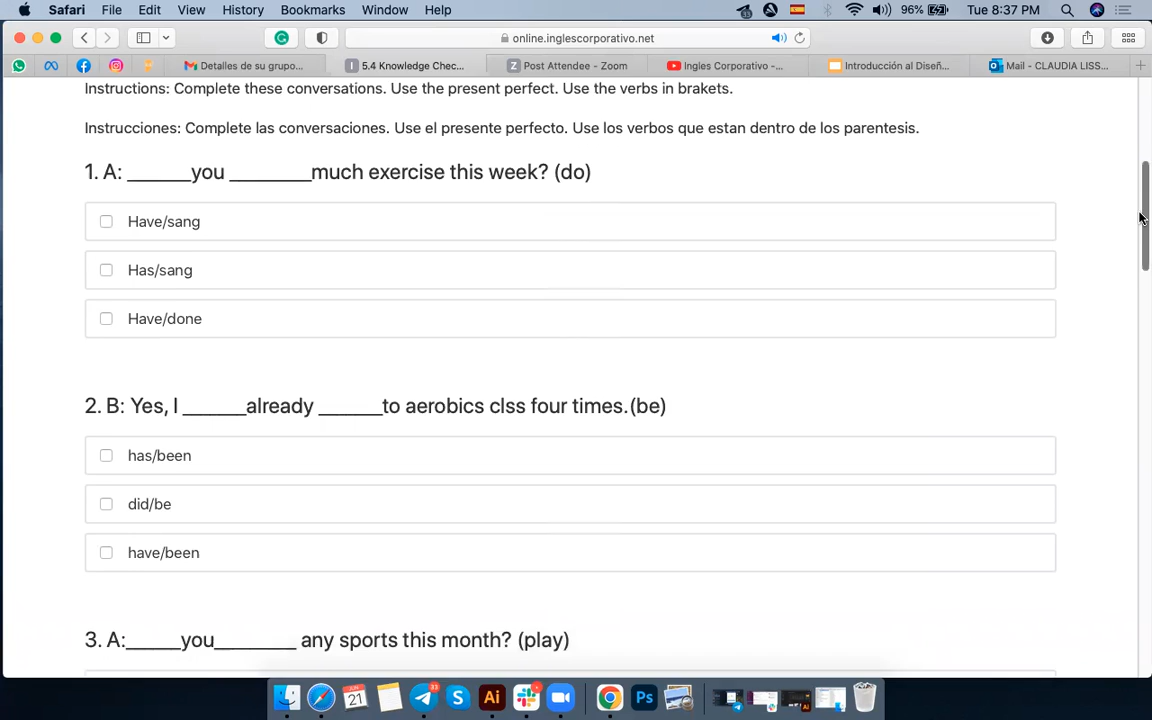 Safari File Edit View History Bookmarks Window Help 96% Tue 8:37 PM
online.inglescorporativo.net
Detalles de su grupo... 5.4 Knowledge Chec... Post Attendee - Zoom Ingles Corporativo -... Introducción al Diseñ... Mail - CLAUDIA LISS...
Instructions: Complete these conversations. Use the present perfect. Use the verbs in brakets.
Instrucciones: Complete las conversaciones. Use el presente perfecto. Use los verbos que estan dentro de los parentesis.
1. A: _______you _________much exercise this week? (do)
Have/sang
Has/sang
Have/done
2. B: Yes, I _______already _______to aerobics clss four times.(be)
has/been
did/be
have/been
3. A:______you_________ any sports this month? (play)
JUN
21